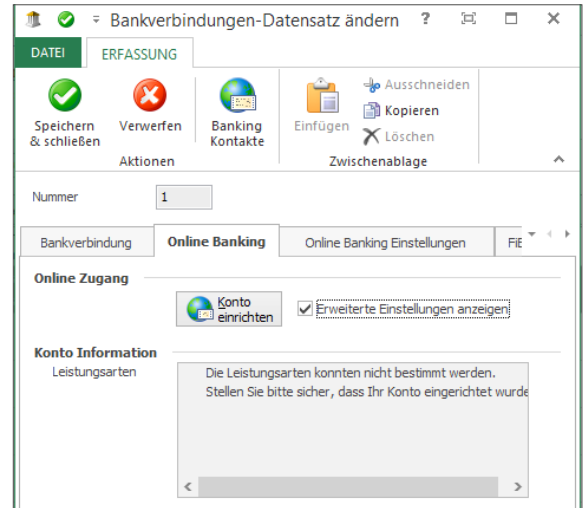 Bankverbindungen-Datensatz ändern ?
DATEI ERFASSUNG
Speichern & schließen
Verwerfen
Banking Kontakte
Einfügen
Ausschneiden
Kopieren
Löschen
Aktionen
Zwischenablage
Nummer 1
Bankverbindung Online Banking Online Banking Einstellungen FiE
Online Zugang
Konto einrichten
Erweiterte Einstellungen anzeigen
Konto Information
Leistungsarten
Die Leistungsarten konnten nicht bestimmt werden.
Stellen Sie bitte sicher, dass Ihr Konto eingerichtet wurde